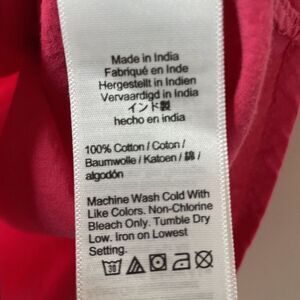 Made in India
Fabriqué en Inde
Hergestellt in Indien
Vervaardigd in India
インド製
hecho en india
100% Cotton / Coton /
Baumwolle / Katoen / 綿 /
algodón
Machine Wash Cold With
Like Colors. Non-Chlorine
Bleach Only. Tumble Dry
Low. Iron on Lowest
Setting.
30